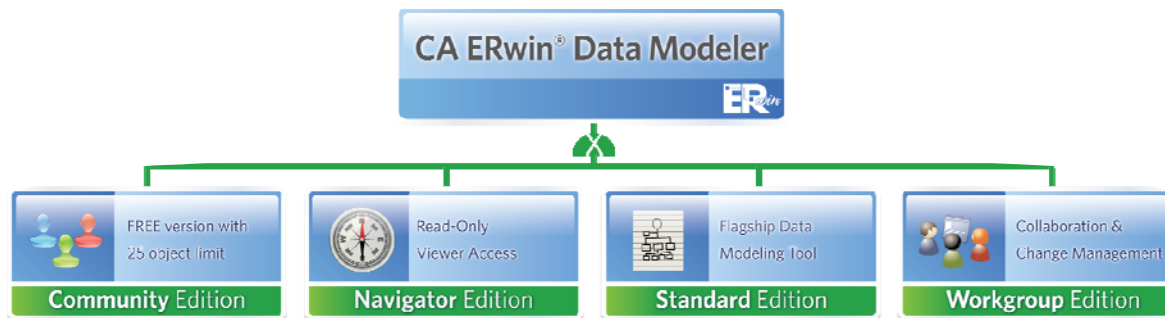 CA ERwin® Data Modeler
ERwin
FREE version with
25 object limit
Community Edition
Read-Only
Viewer Access
Navigator Edition
Flagship Data
Modeling Tool
Standard Edition
Collaboration &
Change Management
Workgroup Edition